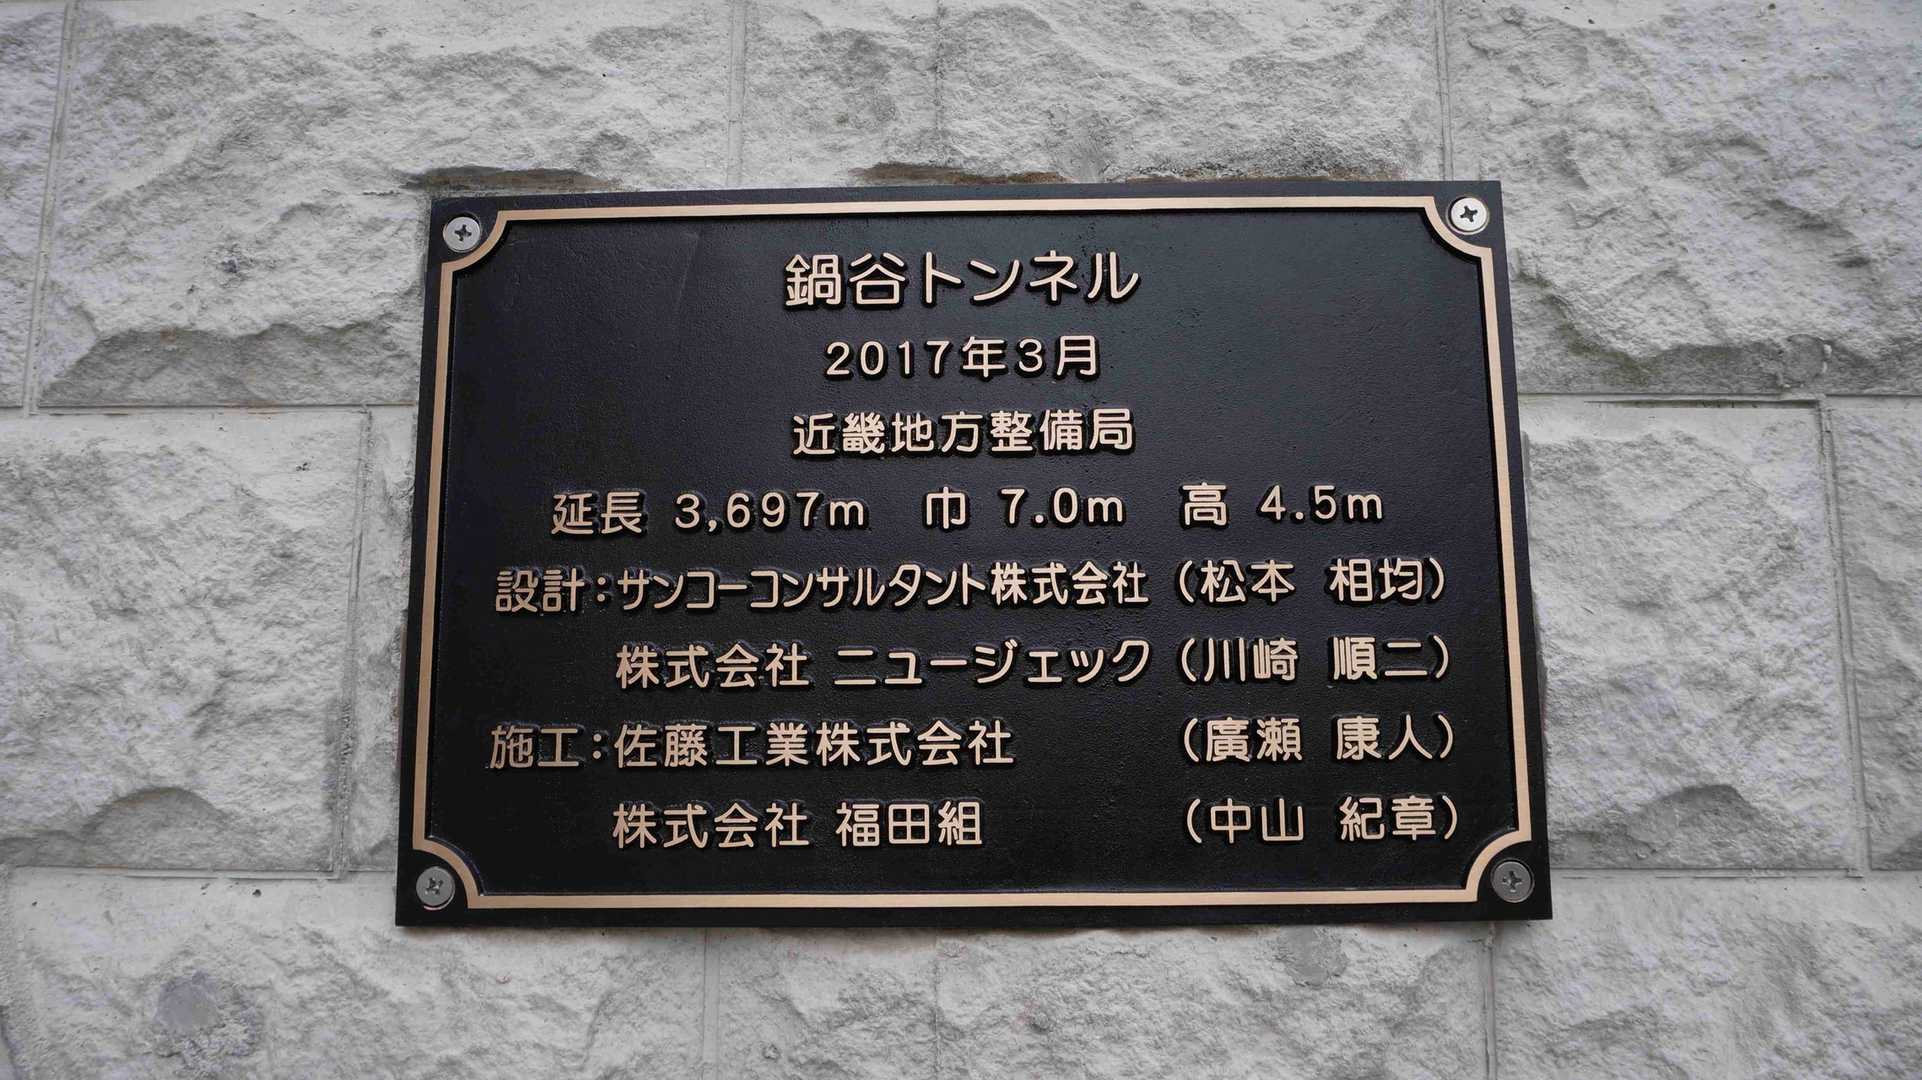 鍋谷トンネル
2017年3月
近畿地方整備局
延長 3,697m 巾 7.0m 高 4.5m
設計:サンコーコンサルタント株式会社 (松本 相均)
株式会社 ニュージェック (川崎 順二)
施工:佐藤工業株式会社 (廣瀬 康人)
株式会社 福田組 (中山 紀章)